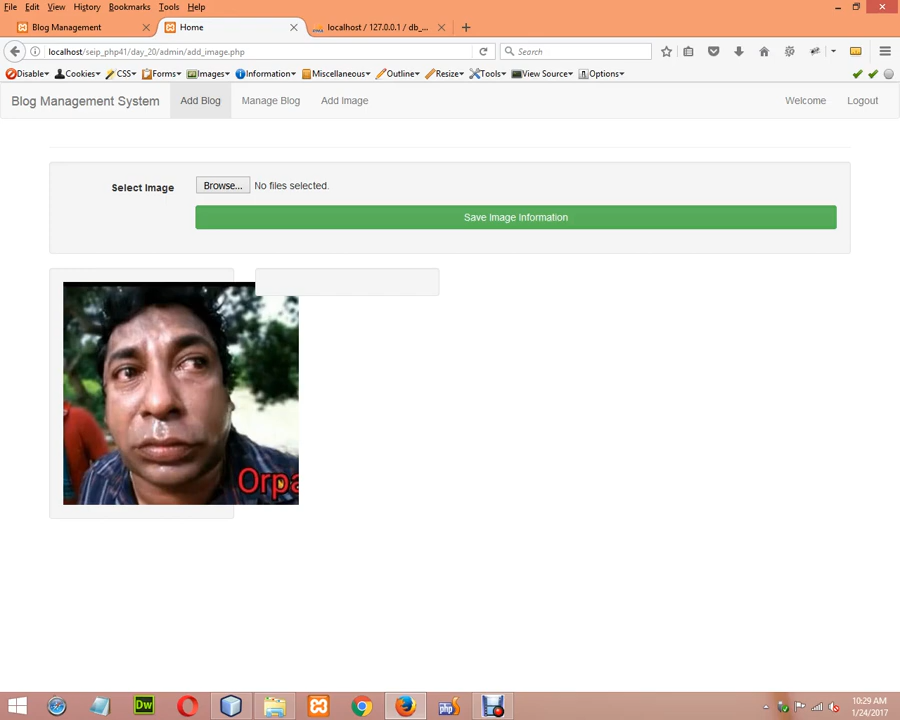 File Edit View History Bookmarks Tools Help
Blog Management
Home
localhost / 127.0.0.1 / db_...
localhost/seip_php41/day_20/admin/add_image.php
Search
Disable Cookies CSS Forms Images Information Miscellaneous Outline Resize Tools View Source Options
Blog Management System Add Blog Manage Blog Add Image Welcome Logout
Select Image Browse... No files selected.
Save Image Information
Orpa
Dw
php
10:29 AM
1/24/2017